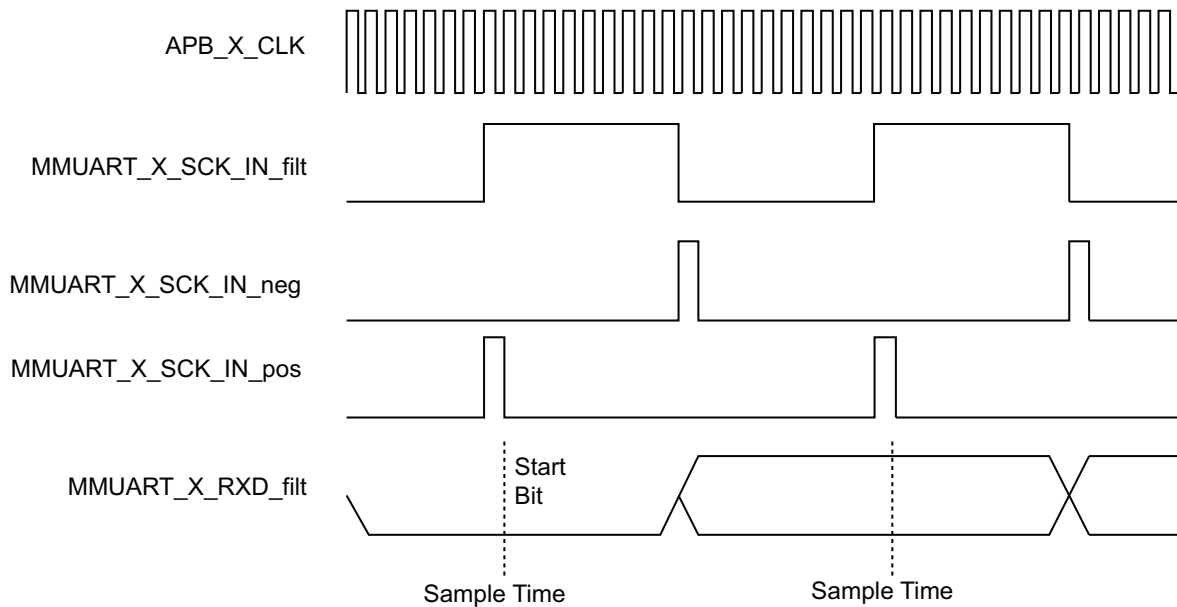 APB_X_CLK
MMUART_X_SCK_IN_filt
MMUART_X_SCK_IN_neg
MMUART_X_SCK_IN_pos
MMUART_X_RXD_filt
Start
Bit
Sample Time
Sample Time